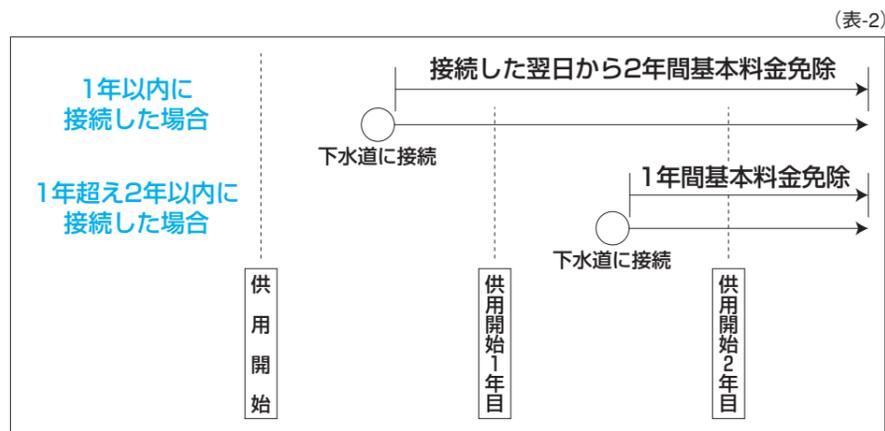 (表-2)
接続した翌日から2年間基本料金免除
1年以内に
接続した場合
下水道に接続
1年間基本料金免除
1年超え2年以内に
接続した場合
下水道に接続
供用開始
供用開始1年目
供用開始2年目